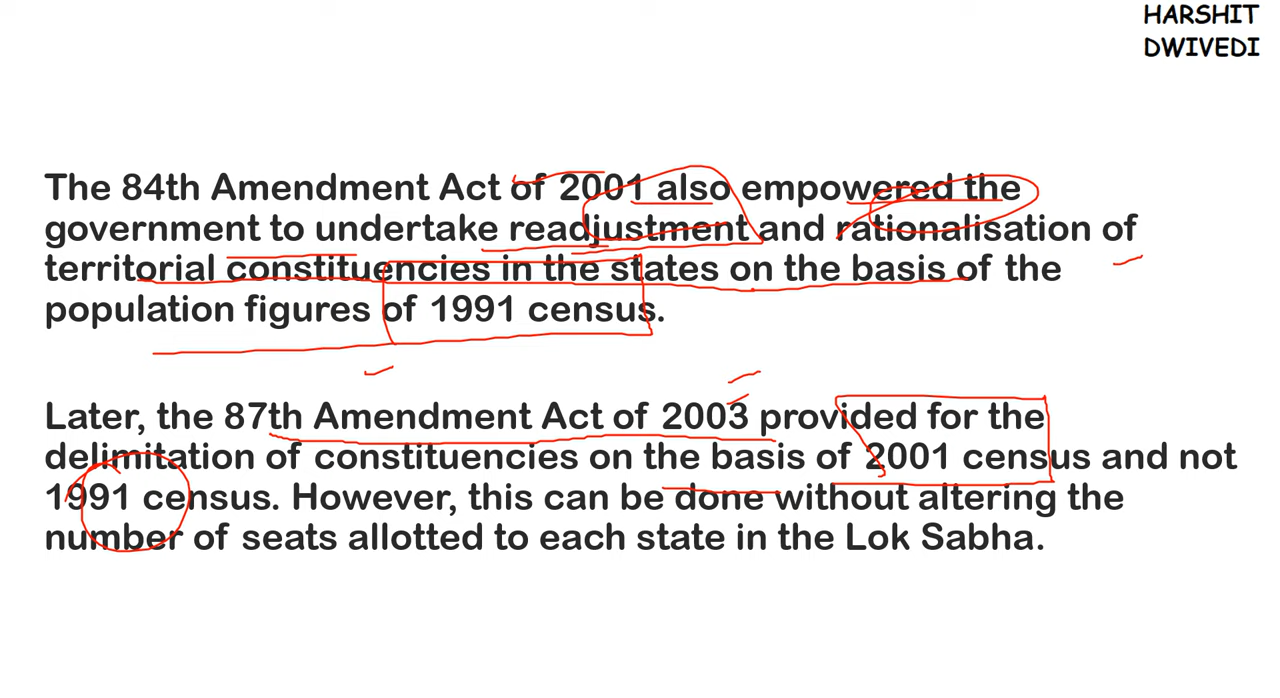 HARSHIT
DWIVEDI
The 84th Amendment Act of 2001 also empowered the
government to undertake readjustment and rationalisation of
territorial constituencies in the states on the basis of the
population figures of 1991 census.
Later, the 87th Amendment Act of 2003 provided for the
delimitation of constituencies on the basis of 2001 census and not
1991 census. However, this can be done without altering the
number of seats allotted to each state in the Lok Sabha.